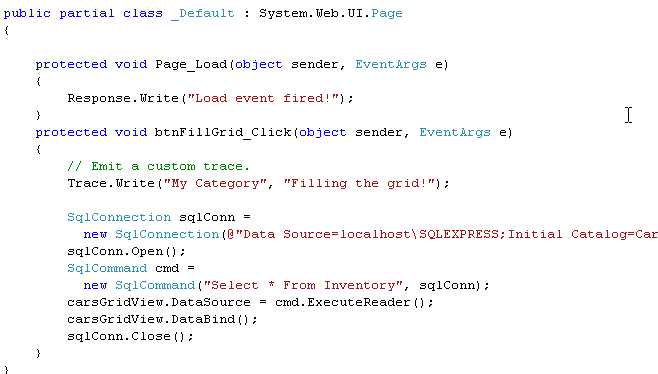 public partial class _Default : System.Web.UI.Page
{
protected void Page_Load(object sender, EventArgs e)
{
Response.Write("Load event fired!");
}
protected void btnFillGrid_Click(object sender, EventArgs e)
{
// Emit a custom trace.
Trace.Write("My Category", "Filling the grid!");
SqlConnection sqlConn =
new SqlConnection(@"Data Source=localhost\SQLEXPRESS;Initial Catalog=Car
sqlConn.Open();
SqlCommand cmd =
new SqlCommand("Select * From Inventory", sqlConn);
carsGridView.DataSource = cmd.ExecuteReader();
carsGridView.DataBind();
sqlConn.Close();
}
}